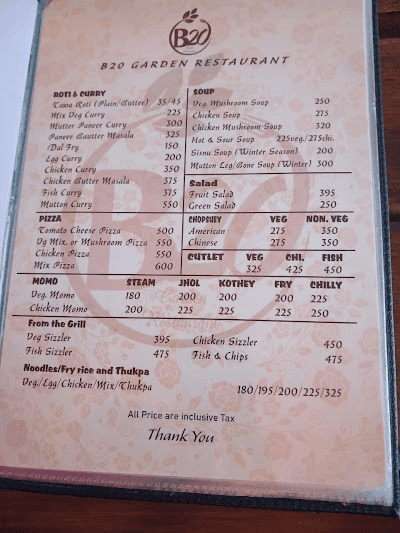 B20
B20 GARDEN RESTAURANT
ROTI & CURRY
Tawa Roti (Plain/Butter) 35/45
Mix Veg Curry 225
Mutter Paneer Curry 300
Paneer Bautter Masala 325
Dal Fry 150
Egg Curry 200
Chicken Curry 350
Chicken Butter Masala 375
Fish Curry 375
Mutton Curry 550
SOUP
Veg. Mushroom Soup 250
Chicken Soup 275
Chicken Mushroom Soup 320
Hot & Sour Soup 225veg./275chi.
Sisnu Soup (Winter Season) 200
Mutton Leg/Bone Soup (Winter) 300
Salad
Fruit Salad 395
Green Salad 250
PIZZA
Tomato Cheese Pizza 500
Vg Mix. or Mushroom Pizza 550
Chicken Pizza 550
Mix Pizza 600
CHOPSUEY VEG NON. VEG
American 275 350
Chinese 275 350
CUTLET VEG CHI. FISH
325 425 450
MOMO STEAM JHOL KOTHEY FRY CHILLY
Veg. Momo 180 200 200 200 225
Chicken Momo 200 225 225 225 250
From the Grill
Veg Sizzler 395
Fish Sizzler 475
Chicken Sizzler 450
Fish & Chips 475
Noodles/Fry rice and Thukpa
Veg/Egg/Chicken/Mix/Thukpa 180/195/200/225/325
All Price are inclusive Tax
Thank You